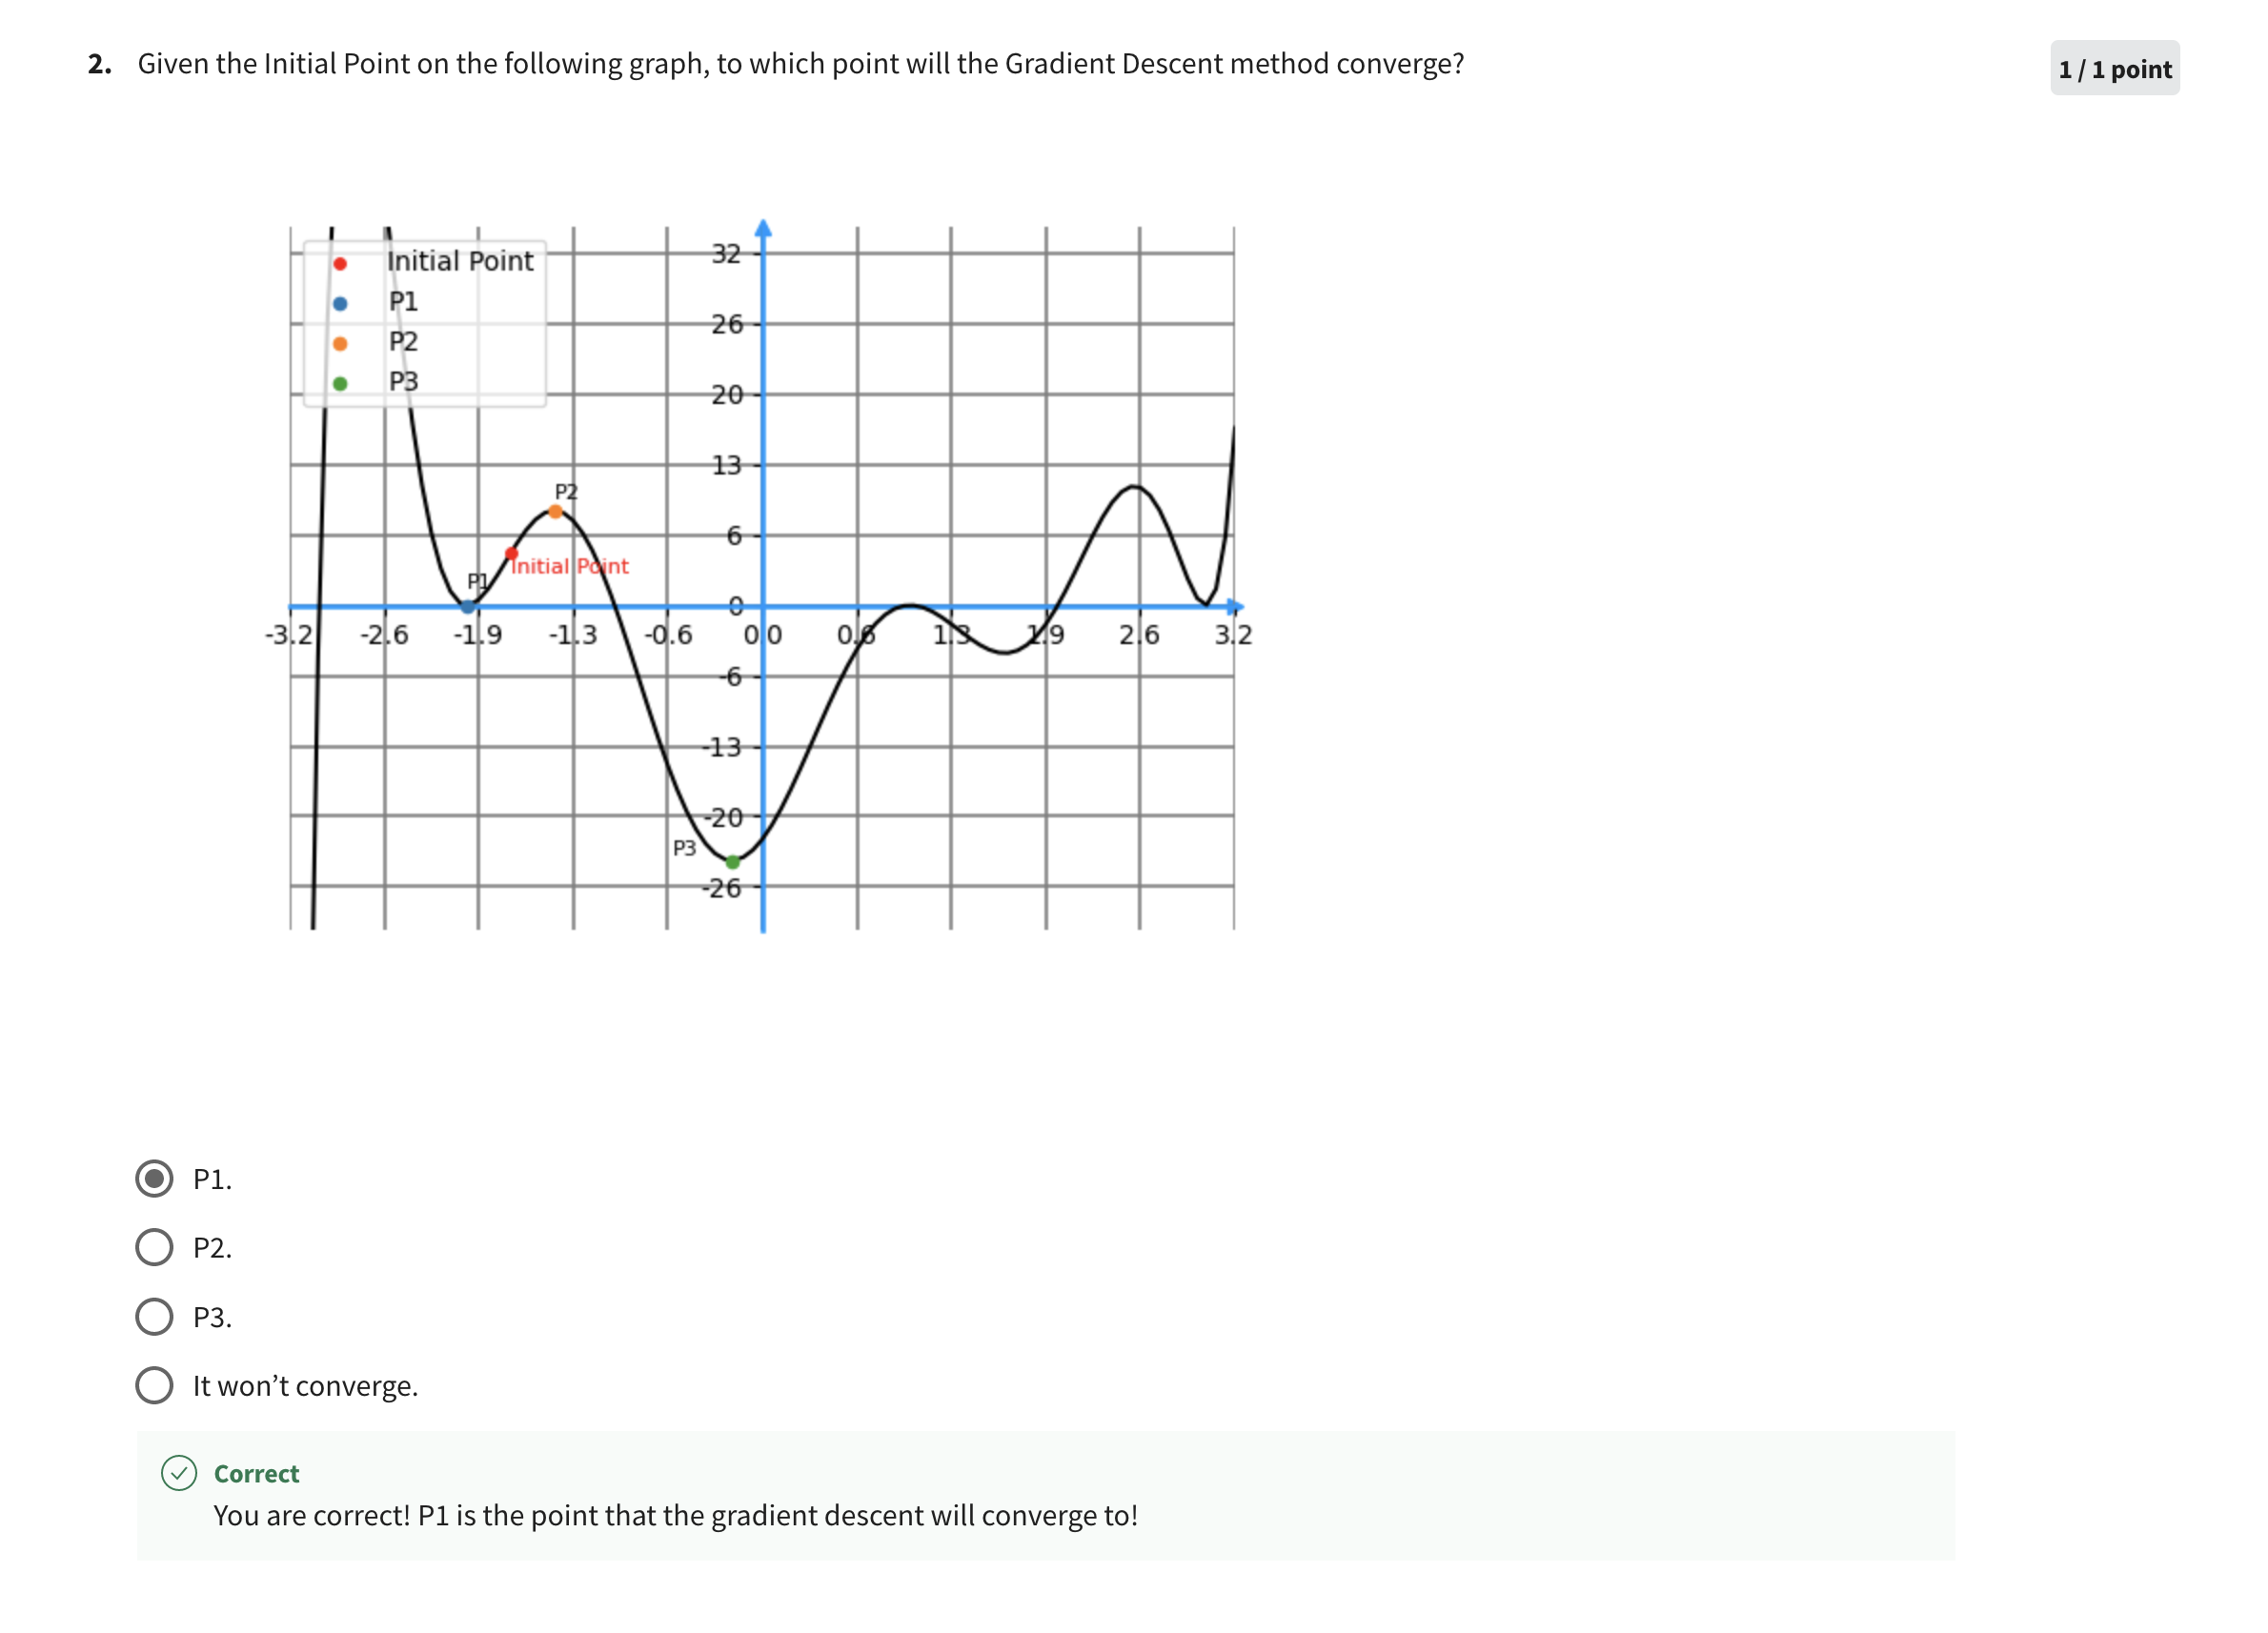 2. Given the Initial Point on the following graph, to which point will the Gradient Descent method converge?
1 / 1 point
Initial Point
P1
P2
P3
32
26
20
13
6
0
-6
-13
-20
-26
-3.2 -2.6 -1.9 -1.3 -0.6 0.0 0.6 1.3 1.9 2.6 3.2
P2
Initial Point
P1
P3
P1.
P2.
P3.
It won’t converge.
Correct
You are correct! P1 is the point that the gradient descent will converge to!